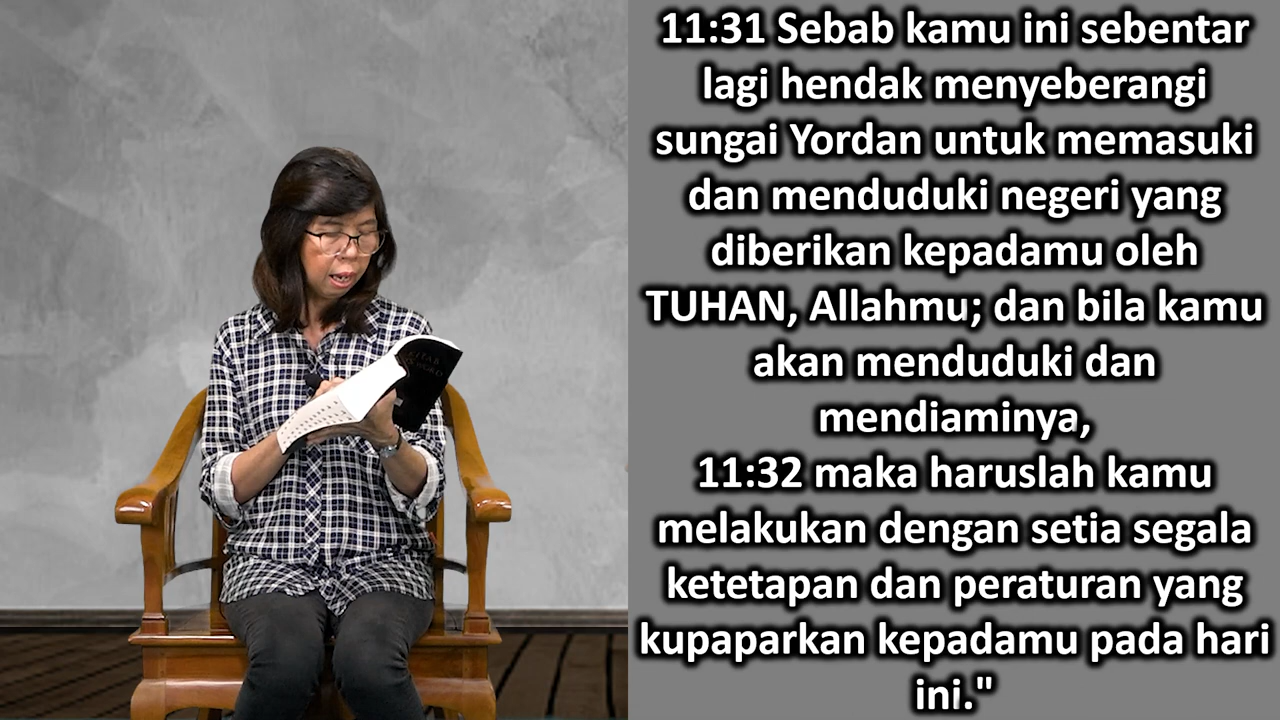 11:31 Sebab kamu ini sebentar
lagi hendak menyeberangi
sungai Yordan untuk memasuki
dan menduduki negeri yang
diberikan kepadamu oleh
TUHAN, Allahmu; dan bila kamu
akan menduduki dan
mendiaminya,
11:32 maka haruslah kamu
melakukan dengan setia segala
ketetapan dan peraturan yang
kupaparkan kepadamu pada hari
ini."